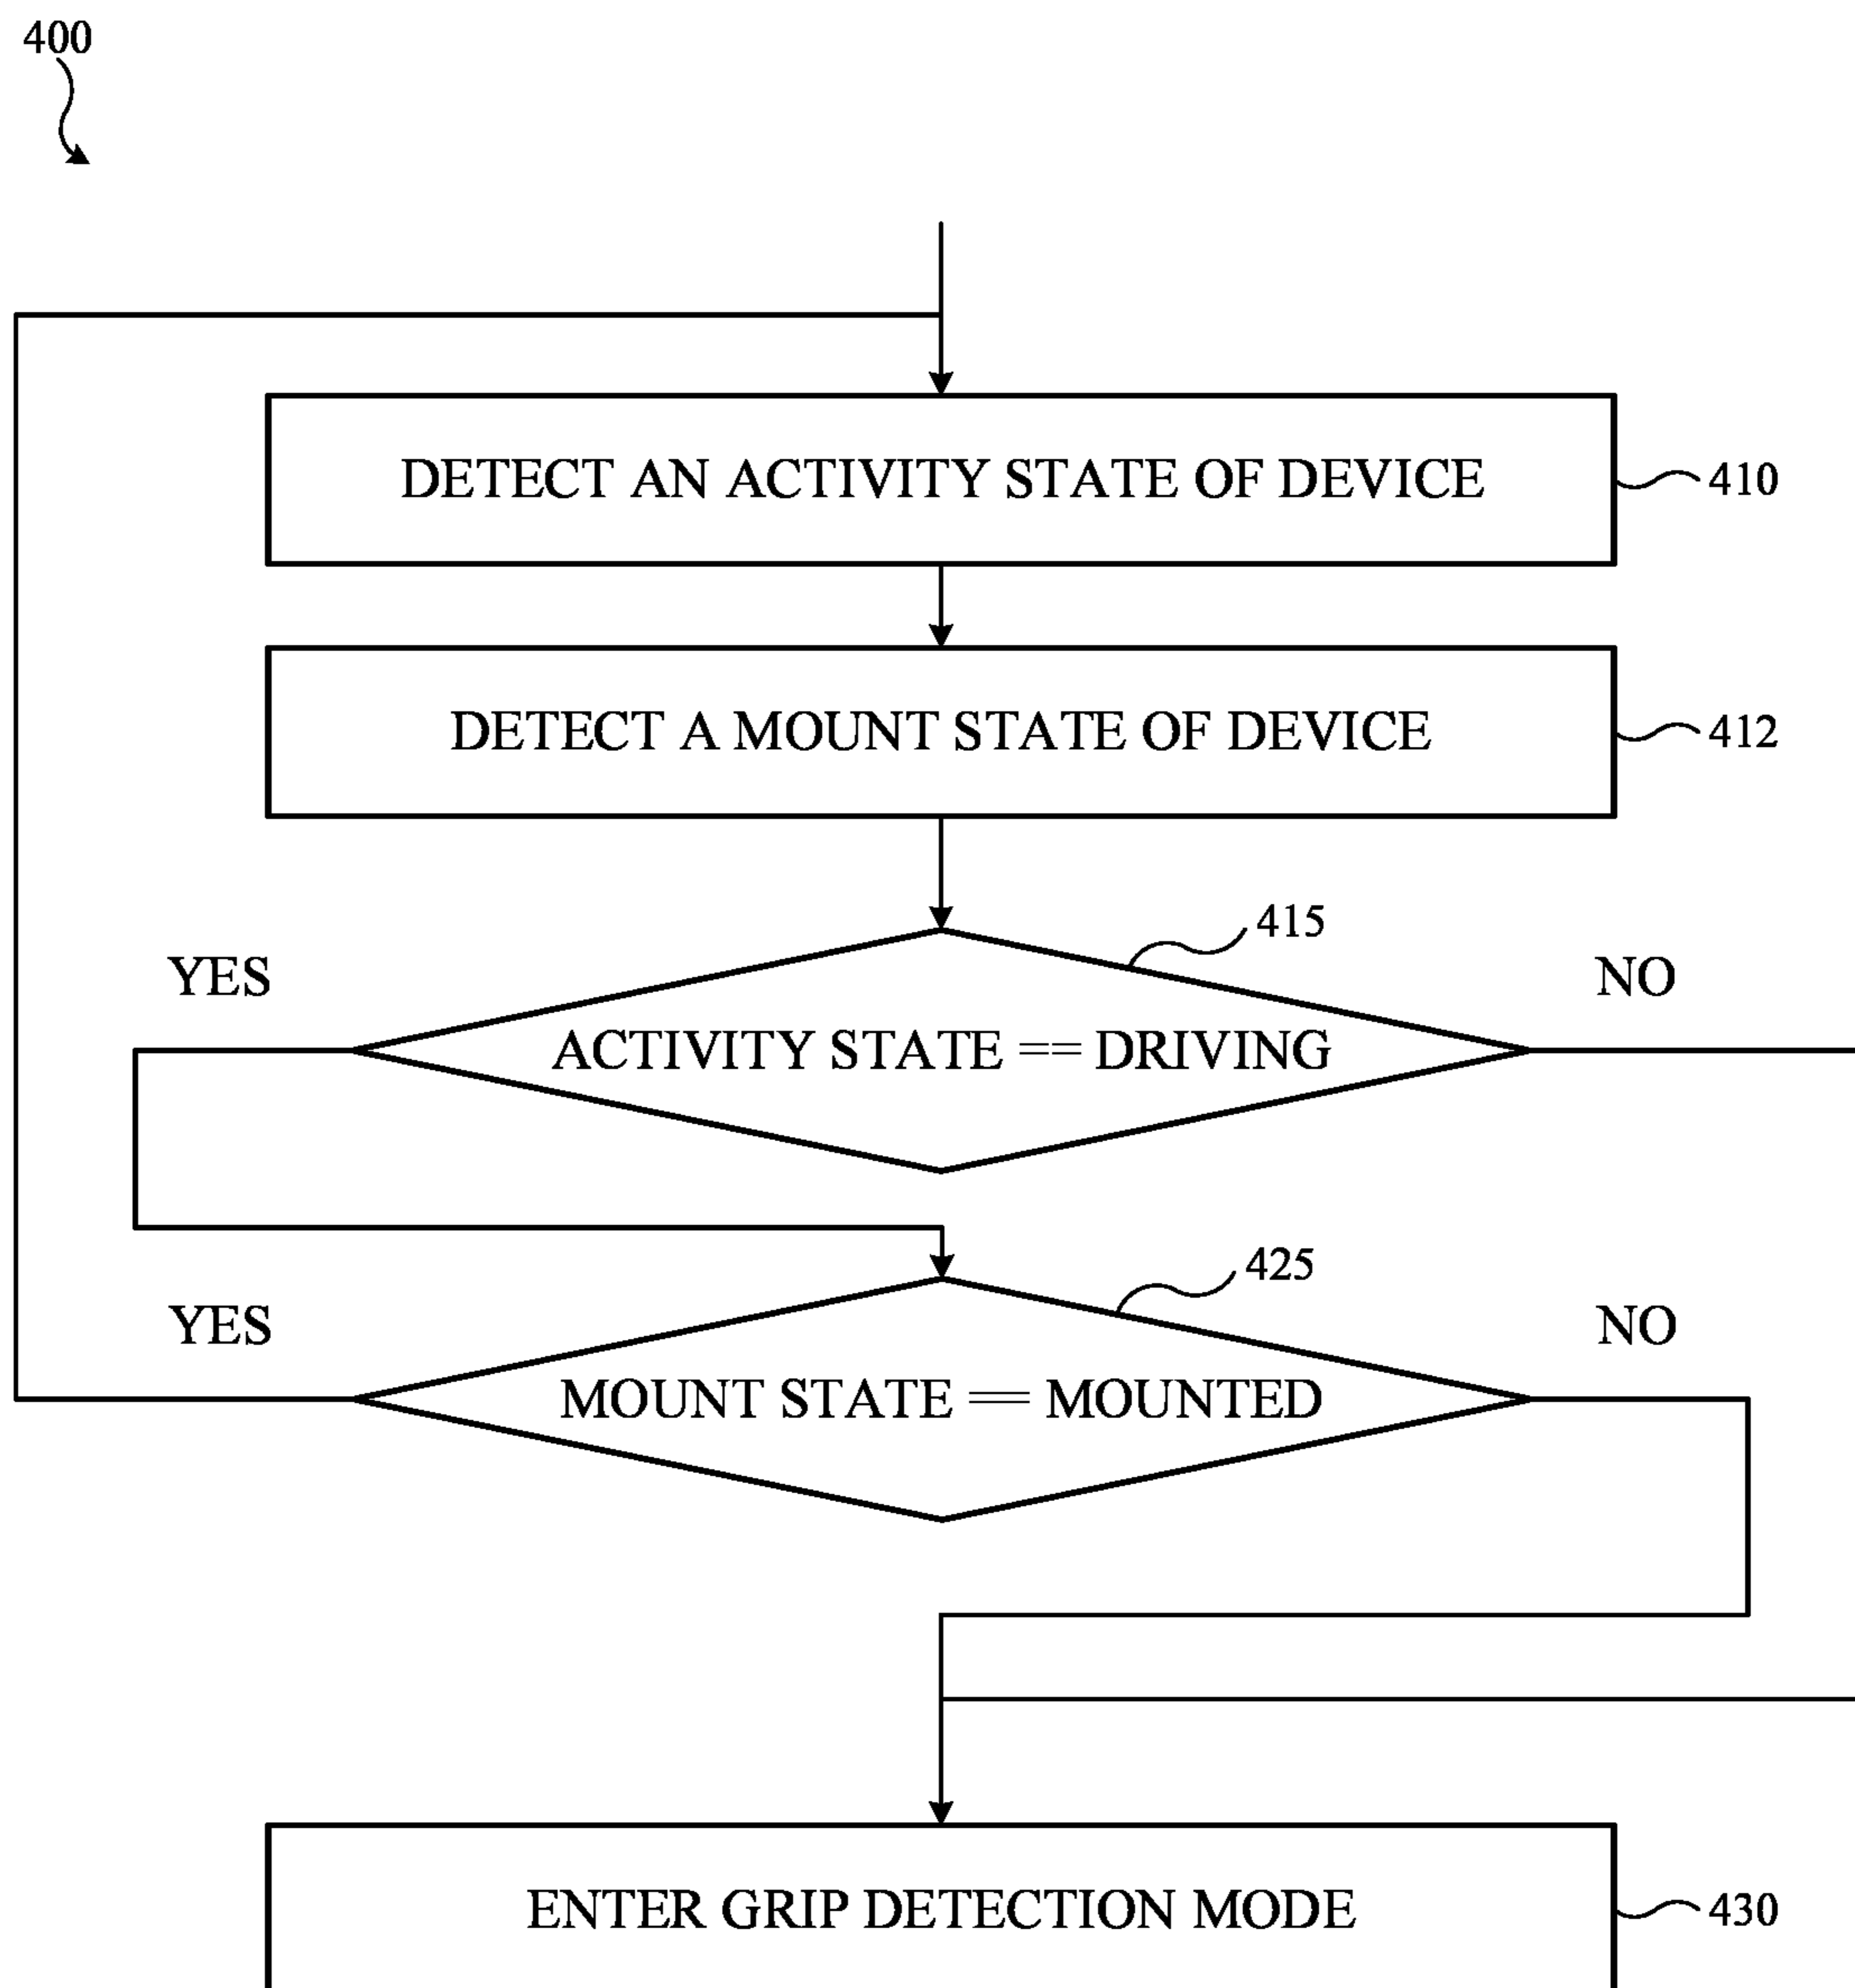 400
DETECT AN ACTIVITY STATE OF DEVICE
410
DETECT A MOUNT STATE OF DEVICE
412
415
YES
NO
ACTIVITY STATE == DRIVING
425
YES
NO
MOUNT STATE == MOUNTED
ENTER GRIP DETECTION MODE
430